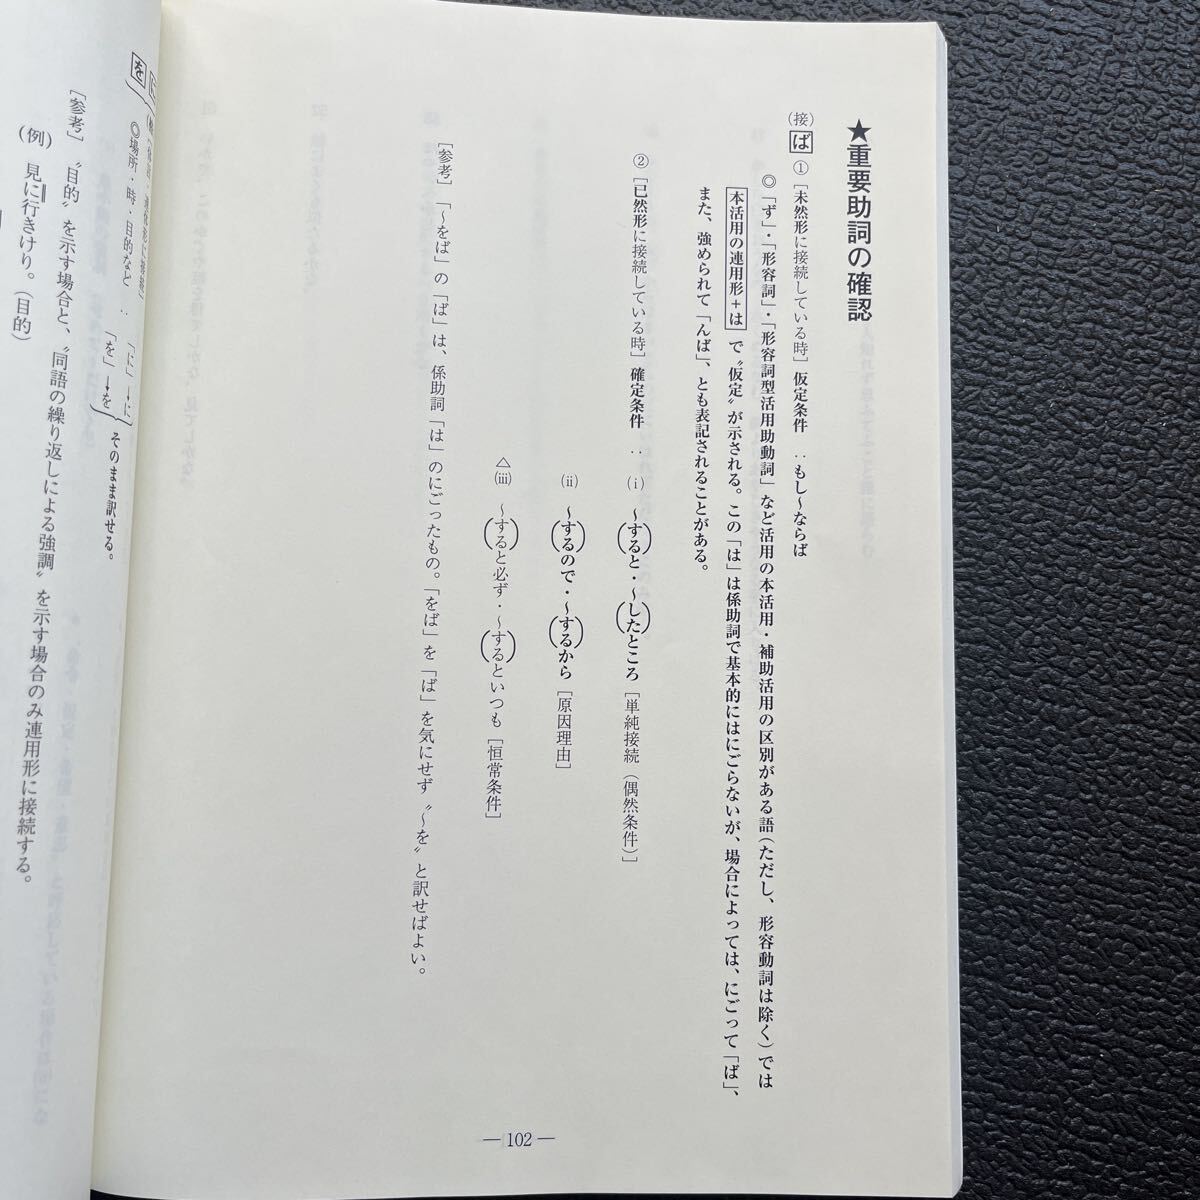 ★重要助詞の確認
(接) ば ①［未然形に接続している時］仮定条件 ‥もし～ならば
◎「ず」・「形容詞」・「形容詞型活用助動詞」など活用の本活用・補助活用の区別がある語（ただし、形容動詞は除く）では
本活用の連用形＋は で〝仮定〟が示される。この「は」は係助詞で基本的にはにごらないが、場合によっては、にごって「ば」、
また、強められて「んば」、とも表記されることがある。
②［已然形に接続している時］確定条件 ‥(ⅰ) ～(する)と・～(した)ところ［単純接続（偶然条件）］
(ⅱ) ～(する)ので・～(する)から［原因理由］
△(ⅲ) ～(する)と必ず・～(する)といつも［恒常条件］
［参考］「～をば」の「ば」は、係助詞「は」のにごったもの。「をば」を「ば」を気にせず〝～を〟と訳せばよい。
― 102 ―
を
に
◎場所・時・目的など ‥
「に」→に
「を」→を
そのまま訳せる。
［参考］〝目的〟を示す場合と、〝同語の繰り返しによる強調〟を示す場合のみ連用形に接続する。
（例）見に行きけり。（目的）